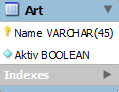 Art
Name VARCHAR(45)
Aktiv BOOLEAN
Indexes